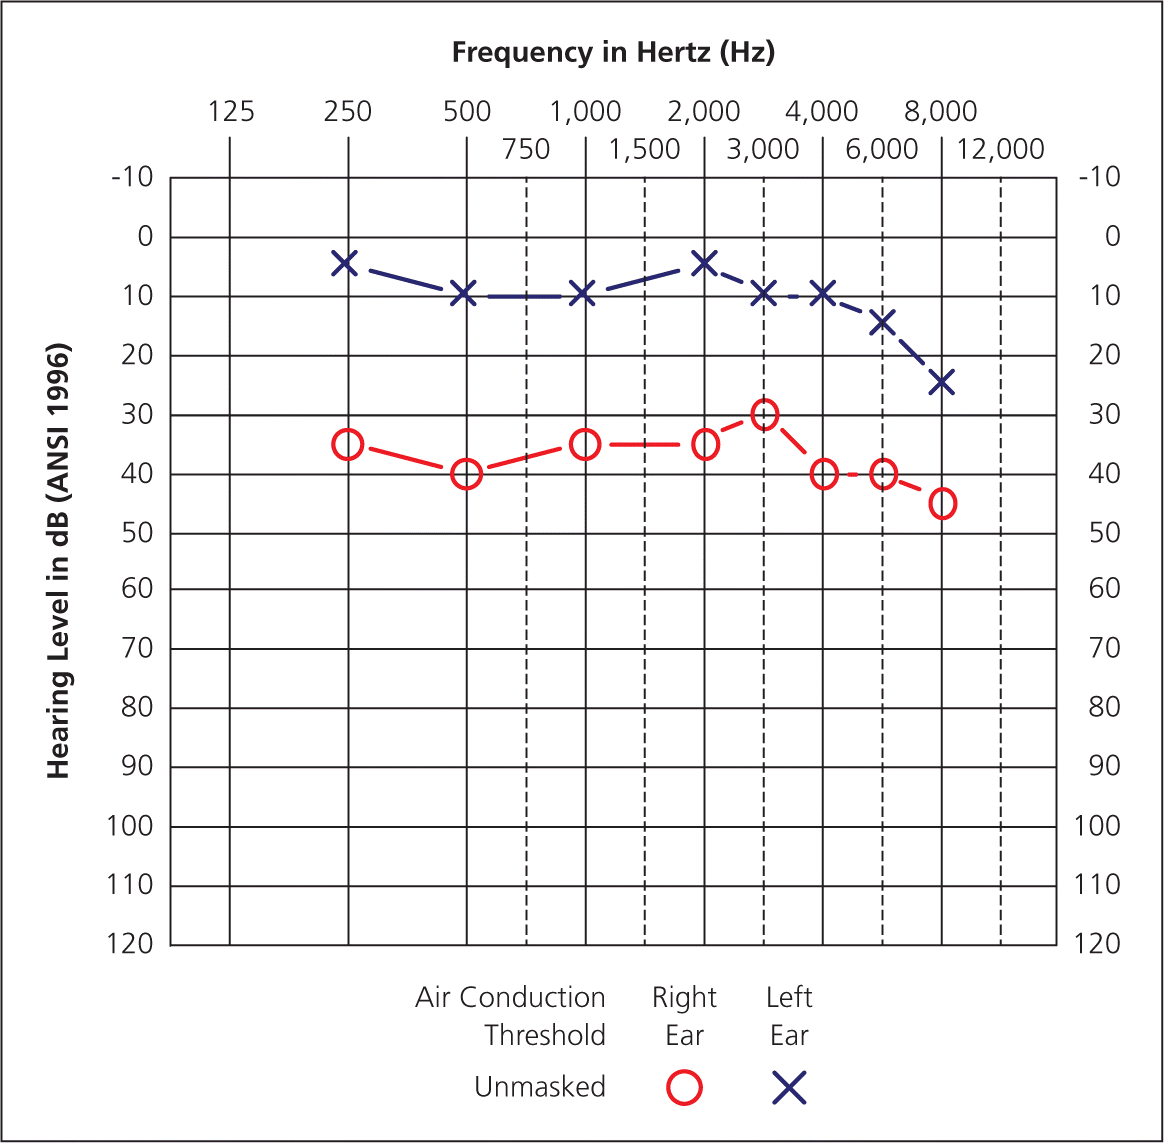 Frequency in Hertz (Hz)
125 250 500 1,000 2,000 4,000 8,000
750 1,500 3,000 6,000 12,000
Hearing Level in dB (ANSI 1996)
-10 -10
0 0
10 10
20 20
30 30
40 40
50 50
60 60
70 70
80 80
90 90
100 100
110 110
120 120
Air Conduction Right Left
Threshold Ear Ear
Unmasked